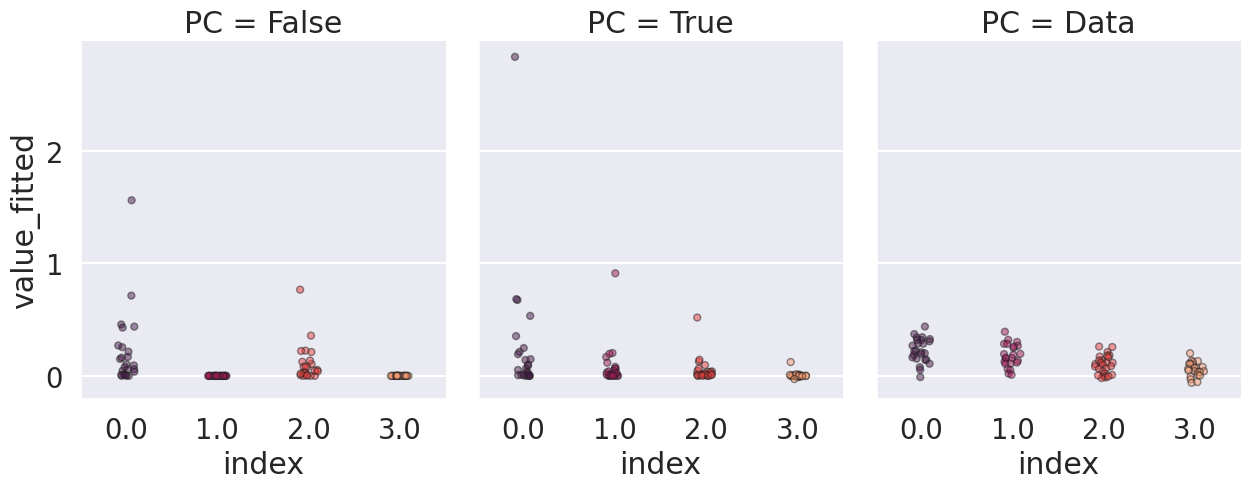 PC = False
PC = True
PC = Data
value_fitted
2
1
0
0.0 1.0 2.0 3.0
0.0 1.0 2.0 3.0
0.0 1.0 2.0 3.0
index
index
index